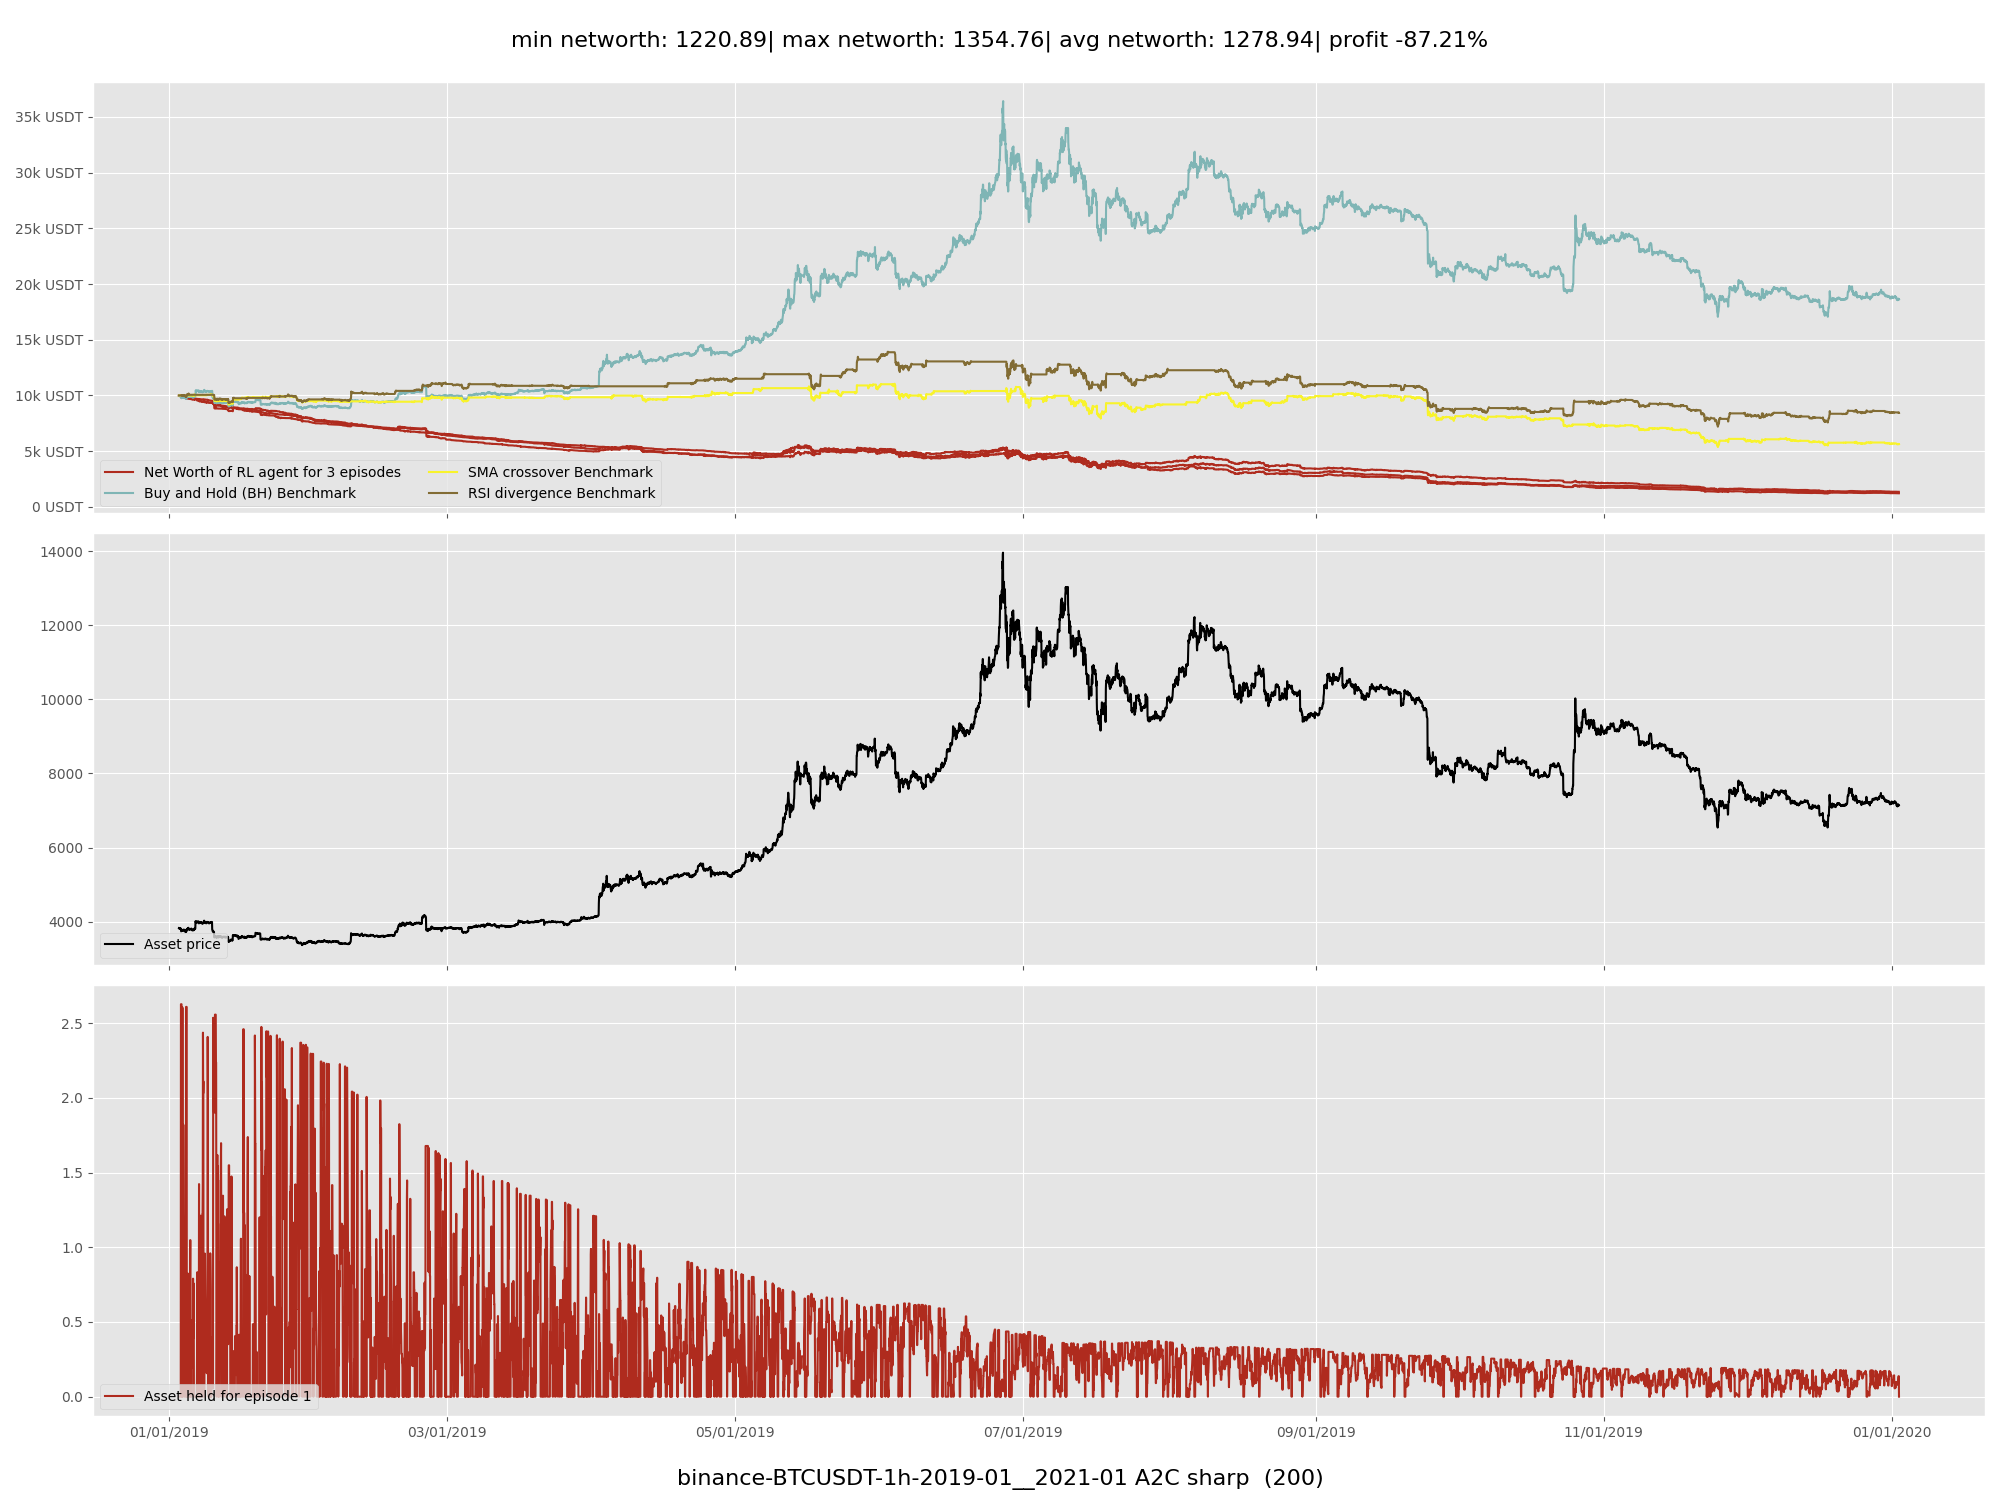 min networth: 1220.89| max networth: 1354.76| avg networth: 1278.94| profit -87.21%
35k USDT
30k USDT
25k USDT
20k USDT
15k USDT
10k USDT
5k USDT
0 USDT
Net Worth of RL agent for 3 episodes
Buy and Hold (BH) Benchmark
SMA crossover Benchmark
RSI divergence Benchmark
14000
12000
10000
8000
6000
4000
Asset price
2.5
2.0
1.5
1.0
0.5
0.0
Asset held for episode 1
01/01/2019 03/01/2019 05/01/2019 07/01/2019 09/01/2019 11/01/2019 01/01/2020
binance-BTCUSDT-1h-2019-01__2021-01 A2C sharp (200)